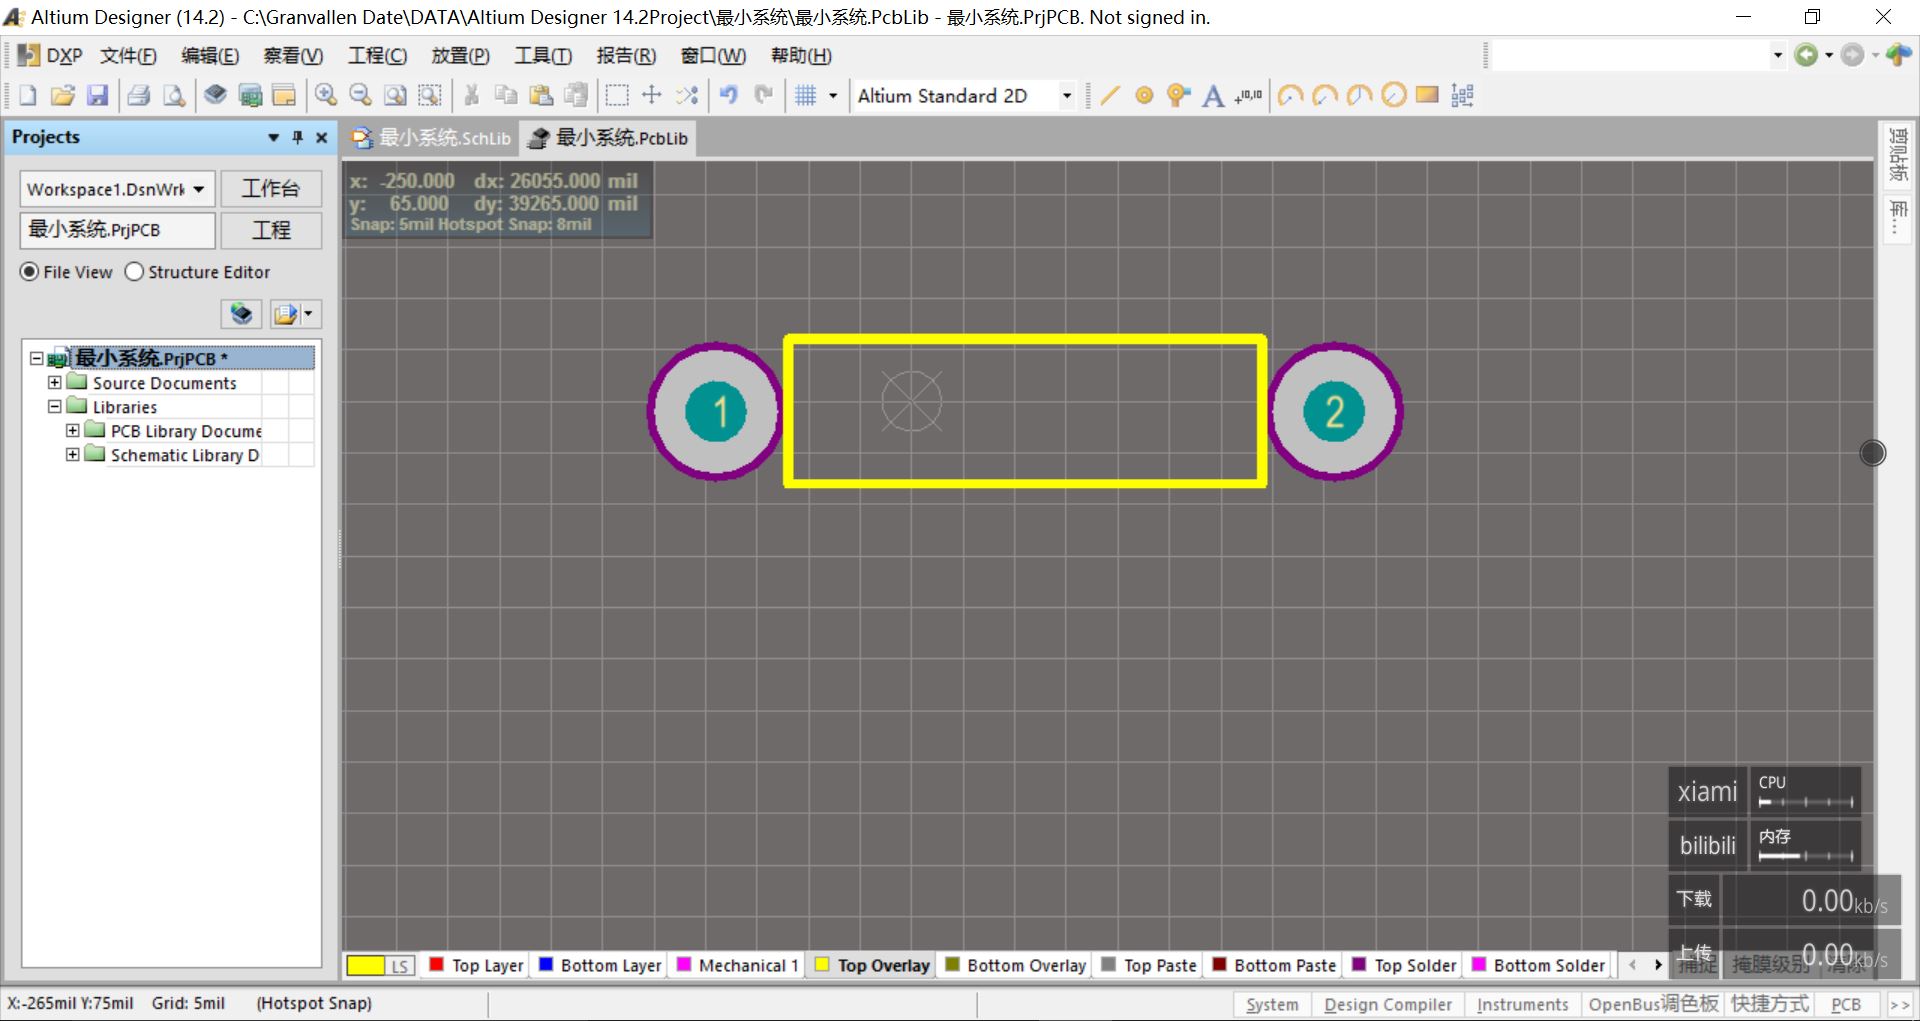 Altium Designer (14.2) - C:\Granvallen Date\DATA\Altium Designer 14.2Project\最小系统\最小系统.PcbLib - 最小系统.PrjPCB. Not signed in.
DXP 文件(F) 编辑(E) 察看(V) 工程(C) 放置(P) 工具(T) 报告(R) 窗口(W) 帮助(H)
Altium Standard 2D
A +10,10
Projects
最小系统.SchLib
最小系统.PcbLib
Workspace1.DsnWrk
工作台
最小系统.PrjPCB
工程
File View
Structure Editor
最小系统.PrjPCB *
Source Documents
Libraries
PCB Library Docume
Schematic Library D
x: -250.000 dx: 26055.000 mil
y: 65.000 dy: 39265.000 mil
Snap: 5mil Hotspot Snap: 8mil
1
2
剪贴板
库...
xiami
CPU
bilibili
内存
下载
0.00kb/s
上传
0.00kb/s
LS
Top Layer
Bottom Layer
Mechanical 1
Top Overlay
Bottom Overlay
Top Paste
Bottom Paste
Top Solder
Bottom Solder
捕捉
掩膜级别
清除
X:-265mil Y:75mil Grid: 5mil (Hotspot Snap)
System
Design Compiler
Instruments
OpenBus调色板
快捷方式
PCB
>>